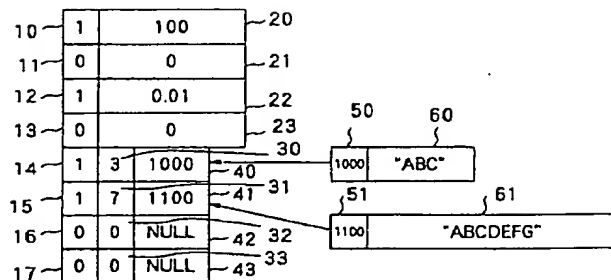 10 1 100 20
11 0 0 21
12 1 0.01 22
13 0 0 23
50 60
14 1 3 1000 30 40 1000 "ABC"
15 1 7 1100 31 41 51 61
16 0 0 NULL 32 42 1100 "ABCDEFG"
17 0 0 NULL 33 43